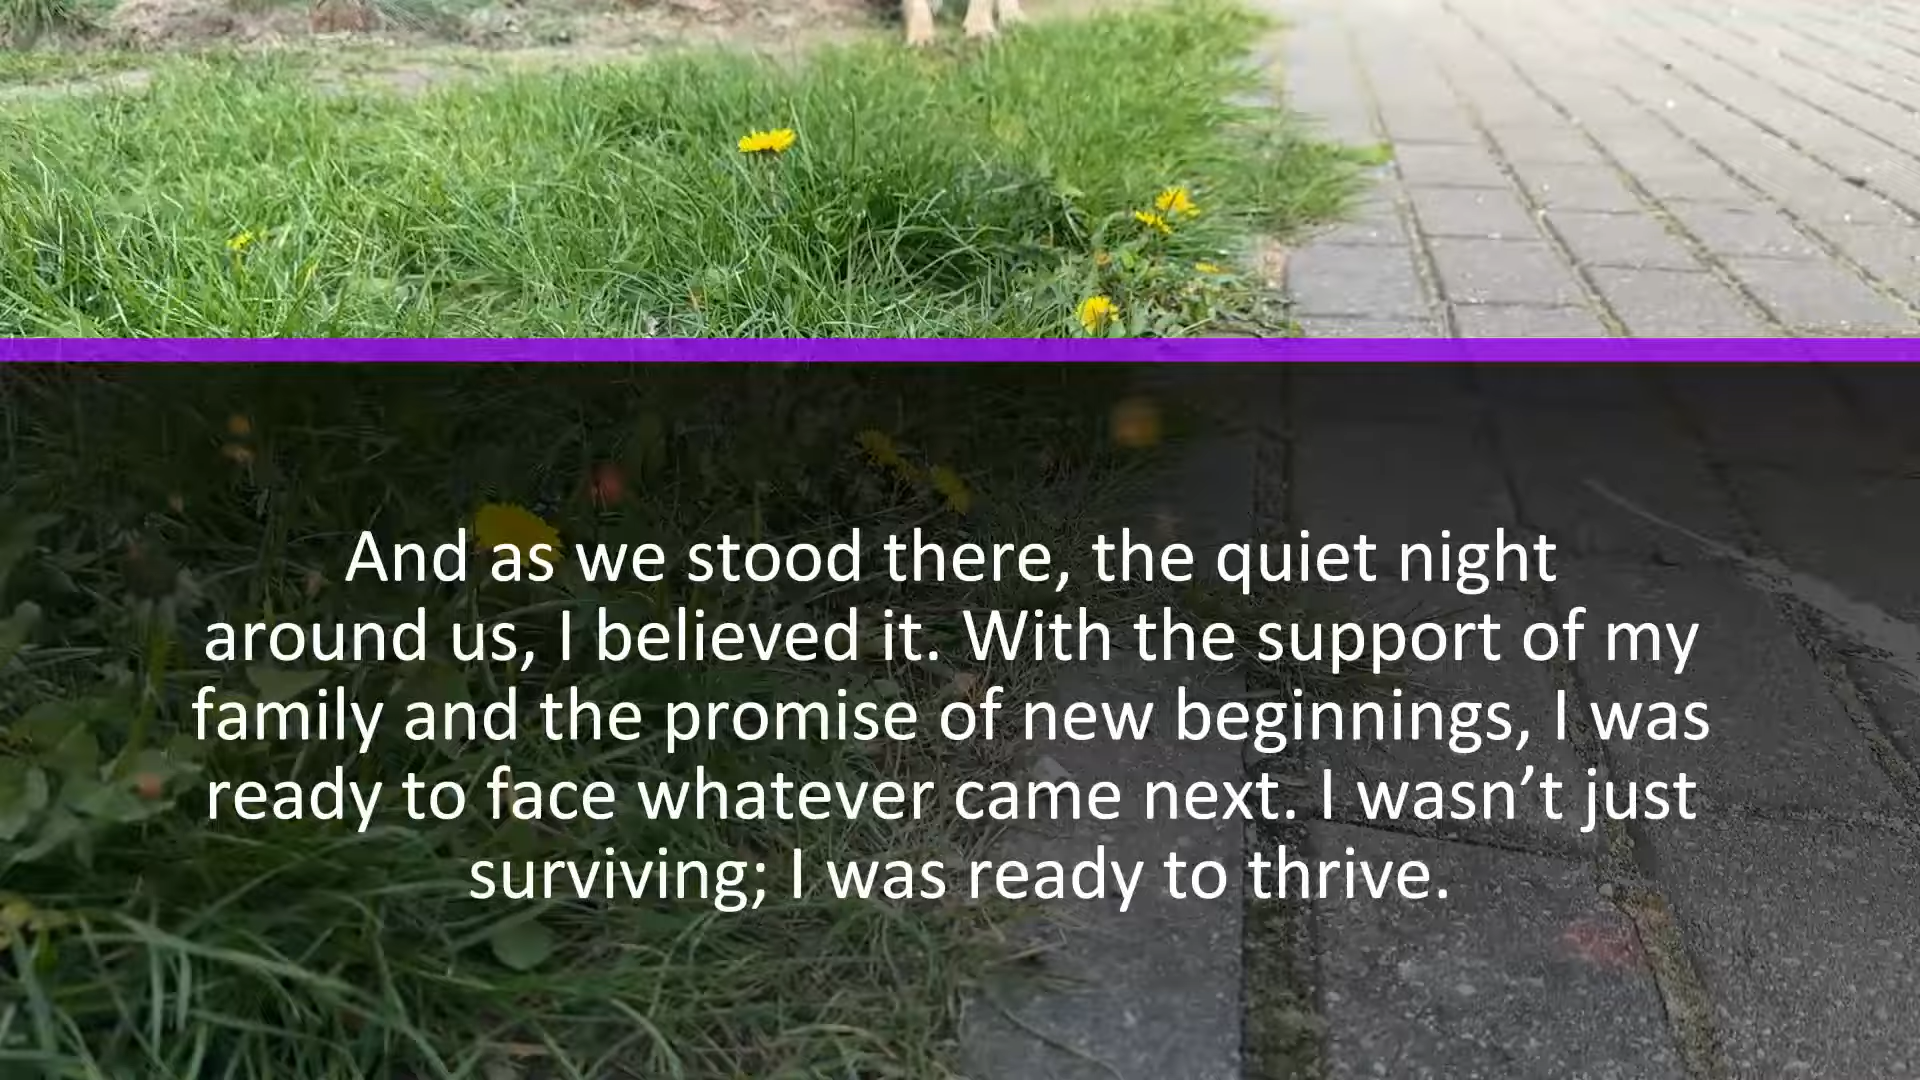 And as we stood there, the quiet night
around us, I believed it. With the support of my
family and the promise of new beginnings, I was
ready to face whatever came next. I wasn’t just
surviving; I was ready to thrive.